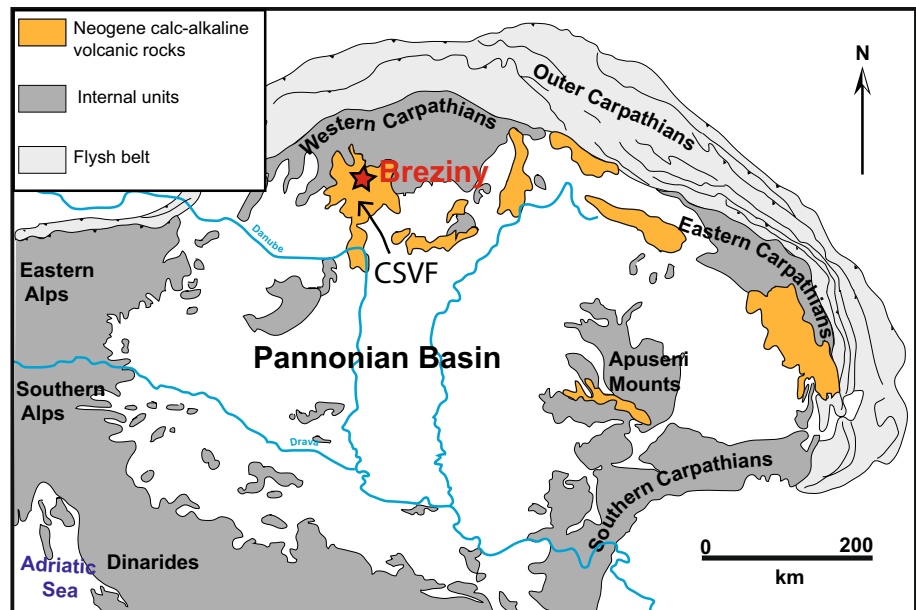 Neogene calc-alkaline
volcanic rocks
Internal units
Flysh belt
N
Outer Carpathians
Western Carpathians
Breziny
Danube
CSVF
Eastern Carpathians
Eastern
Alps
Pannonian Basin
Apuseni
Mounts
Southern
Alps
Drava
Southern Carpathians
0 200
km
Adriatic
Sea
Dinarides